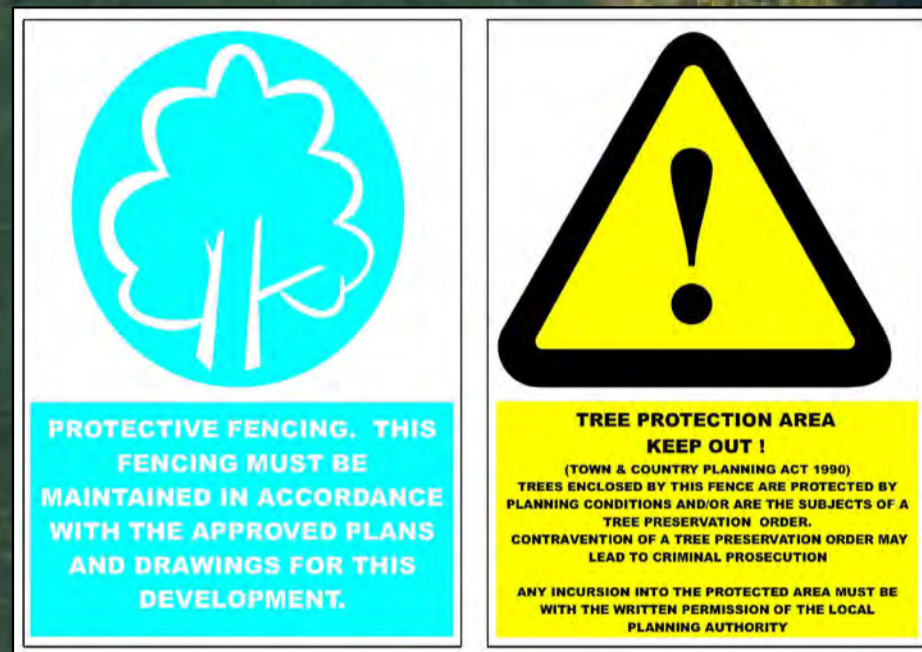 PROTECTIVE FENCING. THIS
FENCING MUST BE
MAINTAINED IN ACCORDANCE
WITH THE APPROVED PLANS
AND DRAWINGS FOR THIS
DEVELOPMENT.
TREE PROTECTION AREA
KEEP OUT !
(TOWN & COUNTRY PLANNING ACT 1990)
TREES ENCLOSED BY THIS FENCE ARE PROTECTED BY
PLANNING CONDITIONS AND/OR ARE THE SUBJECTS OF A
TREE PRESERVATION ORDER.
CONTRAVENTION OF A TREE PRESERVATION ORDER MAY
LEAD TO CRIMINAL PROSECUTION
ANY INCURSION INTO THE PROTECTED AREA MUST BE
WITH THE WRITTEN PERMISSION OF THE LOCAL
PLANNING AUTHORITY